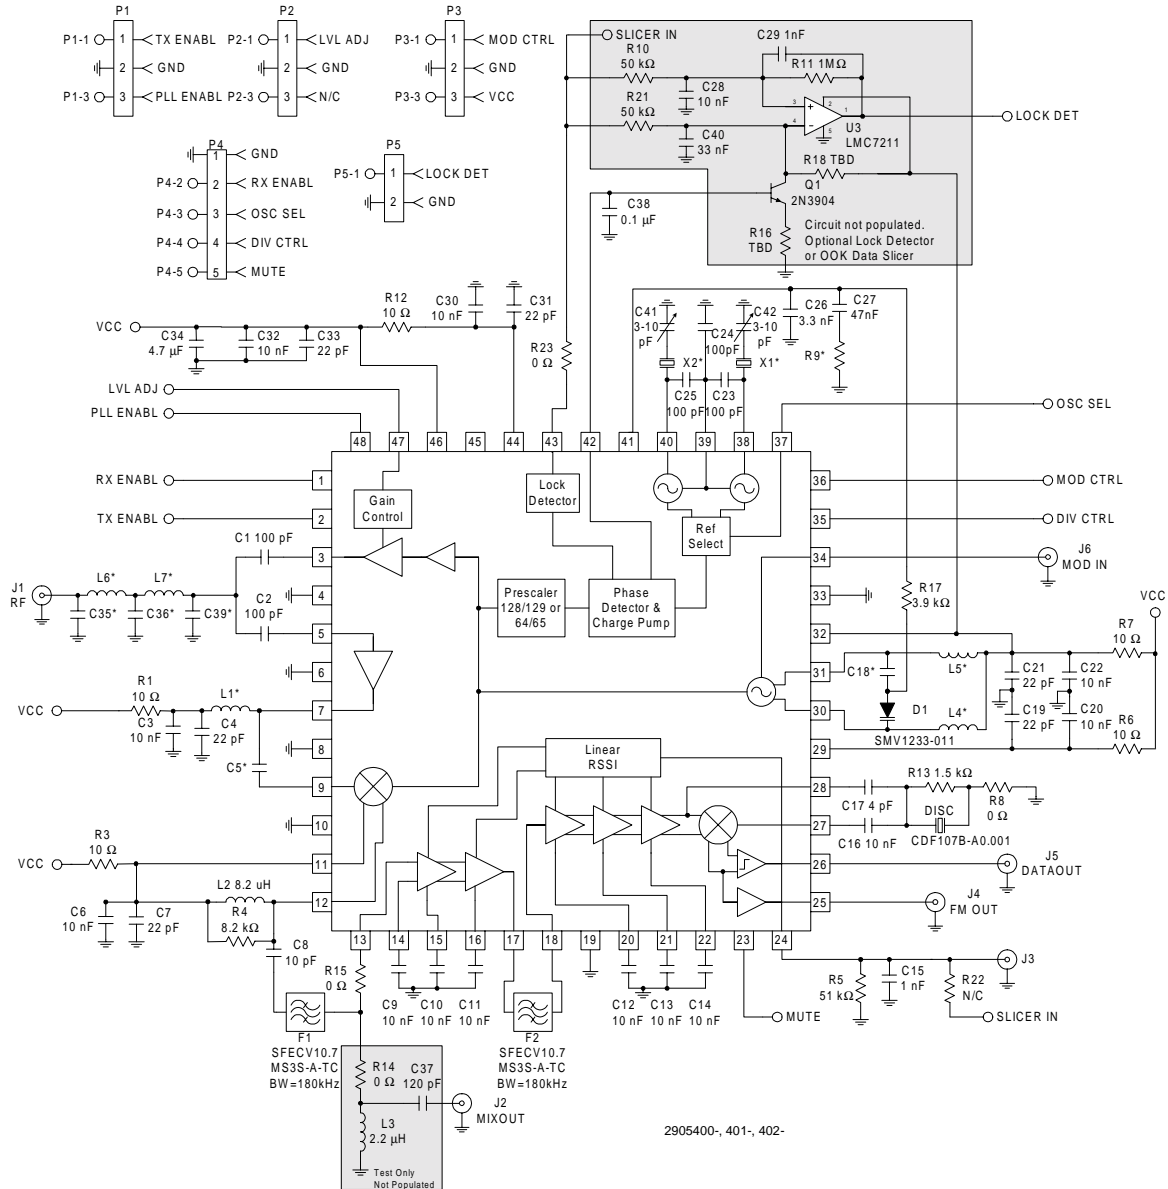 P1
P1-1 1 TX ENABL
2 GND
P1-3 3 PLL ENABL
P2
P2-1 1 LVL ADJ
2 GND
P2-3 3 N/C
P3
P3-1 1 MOD CTRL
2 GND
P3-3 3 VCC
P4
1 GND
P4-2 2 RX ENABL
P4-3 3 OSC SEL
P4-4 4 DIV CTRL
P4-5 5 MUTE
P5
P5-1 1 LOCK DET
2 GND
SLICER IN
R10
50 kΩ
C29 1nF
R11 1MΩ
C28
10 nF
R21
50 kΩ
C40
33 nF
3
+
2
1
4
-
5
U3
LMC7211
LOCK DET
R18 TBD
Q1
2N3904
R16
TBD
Circuit not populated.
Optional Lock Detector
or OOK Data Slicer
C38
0.1 µF
VCC
C34
4.7 µF
C32
10 nF
C33
22 pF
R12
10 Ω
C30
10 nF
C31
22 pF
R23
0 Ω
C41
3-10
pF
C24
100pF
C42
3-10
pF
X2*
X1*
C25
100 pF
C23
100 pF
C26
3.3 nF
C27
47nF
R9*
LVL ADJ
PLL ENABL
OSC SEL
48
47
46
45
44
43
42
41
40
39
38
37
RX ENABL
1
TX ENABL
2
Gain
Control
Lock
Detector
Ref
Select
36
MOD CTRL
35
DIV CTRL
C1 100 pF
3
34
J6
MOD IN
J1
RF
L6*
L7*
C35*
C36*
C39*
C2
100 pF
4
5
6
Prescaler
128/129 or
64/65
Phase
Detector &
Charge Pump
33
32
31
30
29
R17
3.9 kΩ
C18*
D1
SMV1233-011
L5*
L4*
C21
22 pF
C19
22 pF
C22
10 nF
C20
10 nF
VCC
R7
10 Ω
R6
10 Ω
VCC
R1
10 Ω
C3
10 nF
C4
22 pF
L1*
C5*
7
8
9
10
11
12
Linear
RSSI
28
27
26
25
C17 4 pF
R13 1.5 kΩ
R8
0 Ω
DISC
C16 10 nF
CDF107B-A0.001
J5
DATAOUT
J4
FM OUT
VCC
R3
10 Ω
C6
10 nF
C7
22 pF
L2 8.2 uH
R4
8.2 kΩ
C8
10 pF
13
14
15
16
17
18
19
20
21
22
23
24
R15
0 Ω
C9
10 nF
C10
10 nF
C11
10 nF
C12
10 nF
C13
10 nF
C14
10 nF
MUTE
R5
51 kΩ
C15
1 nF
R22
N/C
J3
SLICER IN
F1
SFECV10.7
MS3S-A-TC
BW=180kHz
F2
SFECV10.7
MS3S-A-TC
BW=180kHz
R14
0 Ω
C37
120 pF
J2
MIXOUT
L3
2.2 µH
Test Only
Not Populated
2905400-, 401-, 402-